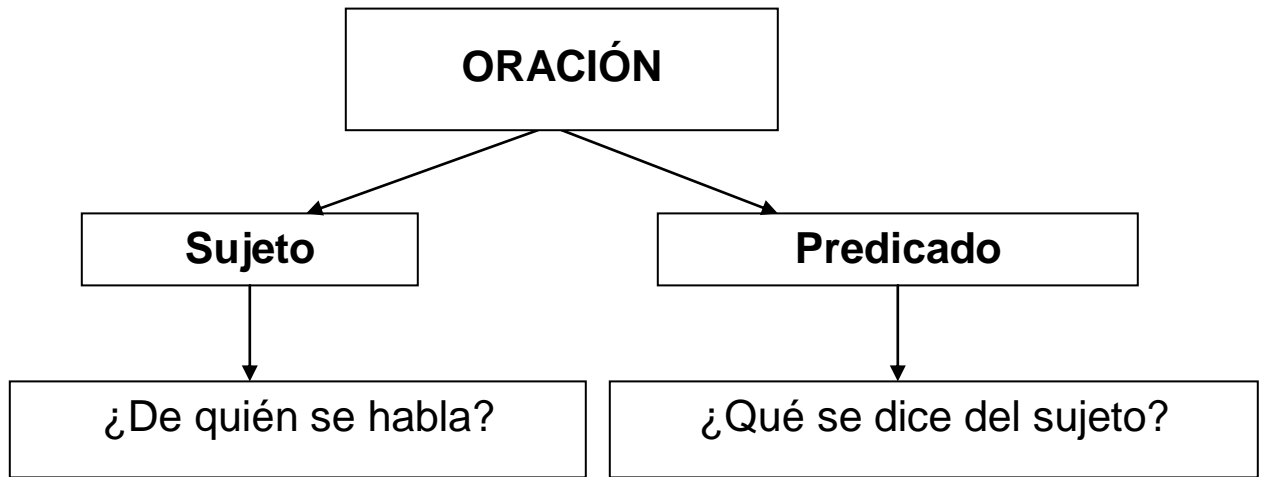 ORACIÓN
Sujeto
Predicado
¿De quién se habla?
¿Qué se dice del sujeto?